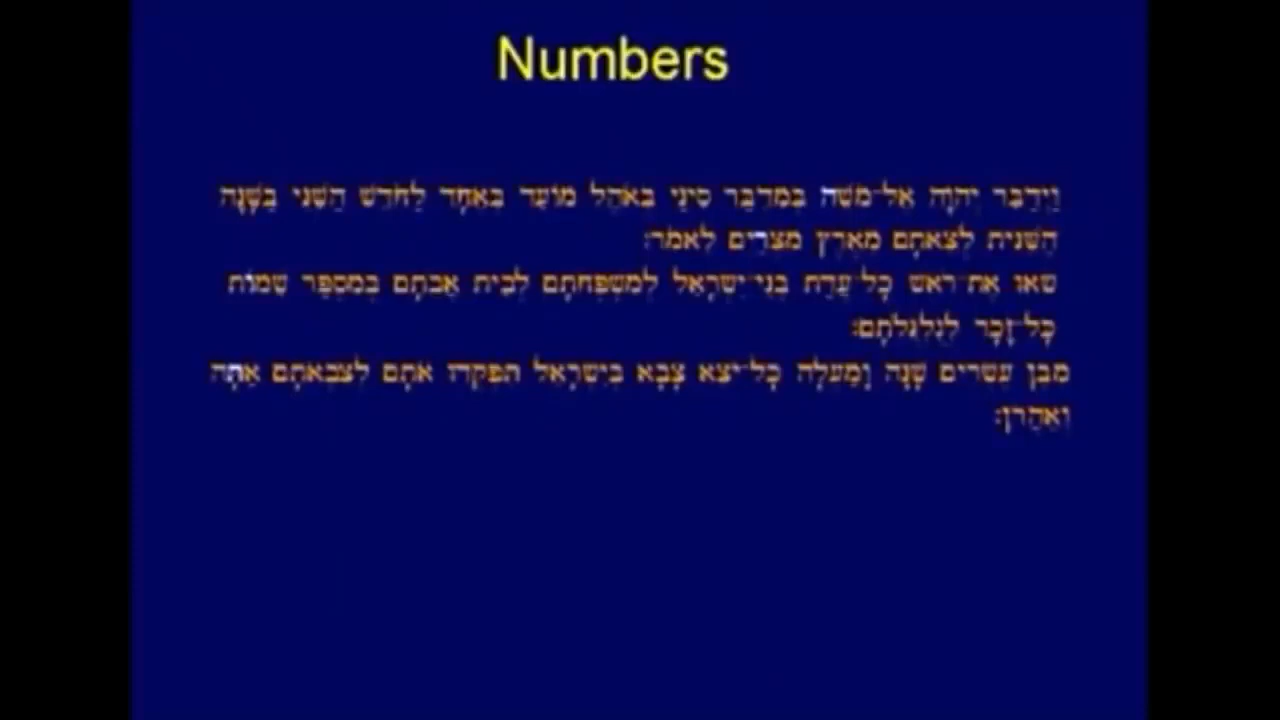 Numbers
וַיְדַבֵּר יְהוָה אֶל־מֹשֶׁה בְּמִדְבַּר סִינַי בְּאֹהֶל מוֹעֵד בְּאֶחָד לַחֹדֶשׁ הַשֵּׁנִי בַּשָּׁנָה
הַשֵּׁנִית לְצֵאתָם מֵאֶרֶץ מִצְרַיִם לֵאמֹר׃
שְׂאוּ אֶת־רֹאשׁ כָּל־עֲדַת בְּנֵי־יִשְׂרָאֵל לְמִשְׁפְּחֹתָם לְבֵית אֲבֹתָם בְּמִסְפַּר שֵׁמוֹת
כָּל־זָכָר לְגֻלְגְּלֹתָם׃
מִבֶּן עֶשְׂרִים שָׁנָה וָמַעְלָה כָּל־יֹצֵא צָבָא בְּיִשְׂרָאֵל תִּפְקְדוּ אֹתָם לְצִבְאֹתָם אַתָּה
וְאַהֲרֹן׃